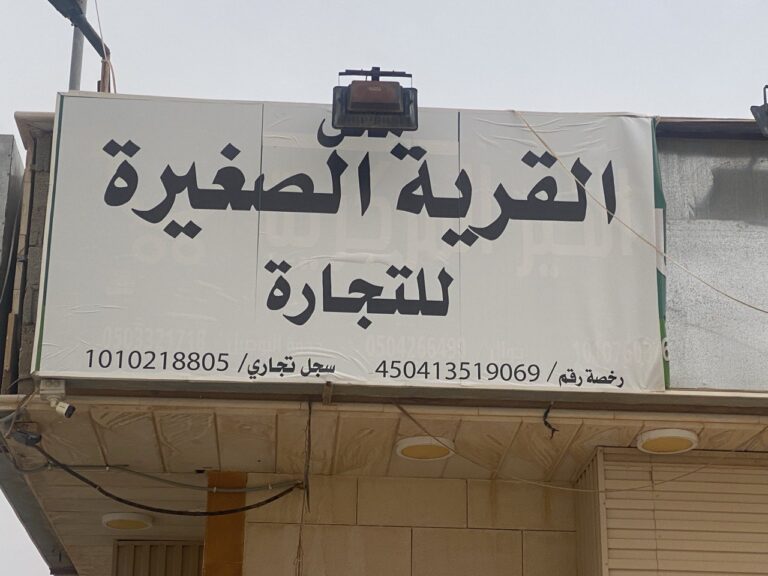 القرية الصغيرة
للتجارة
رخصة رقم / 450413519069 سجل تجاري / 1010218805